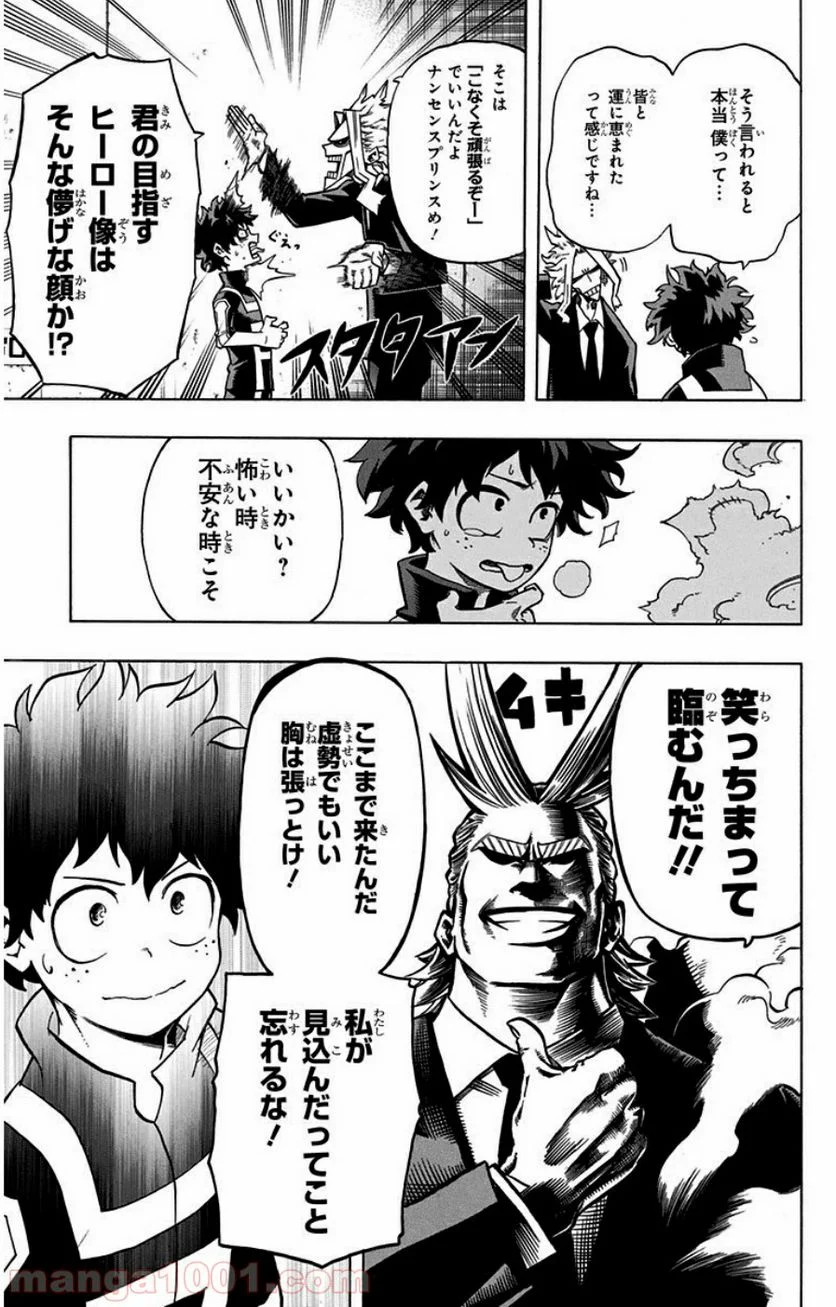 そう言われると
本当僕って…
皆と
運に恵まれた
って感じですね…
そこは
「こなくそ頑張るぞー」
でいいんだよ
ナンセンスプリンスめ！
ぐえっ
スタタタアン
君の目指す
ヒーロー像は
そんな儚げな顔か!?
いいかい？
怖い時
不安な時こそ
笑っちまって
臨むんだ!!
ムキ
ここまで来たんだ
虚勢でもいい
胸は張っとけ！
私が
見込んだってこと
忘れるな！
manga1001.com